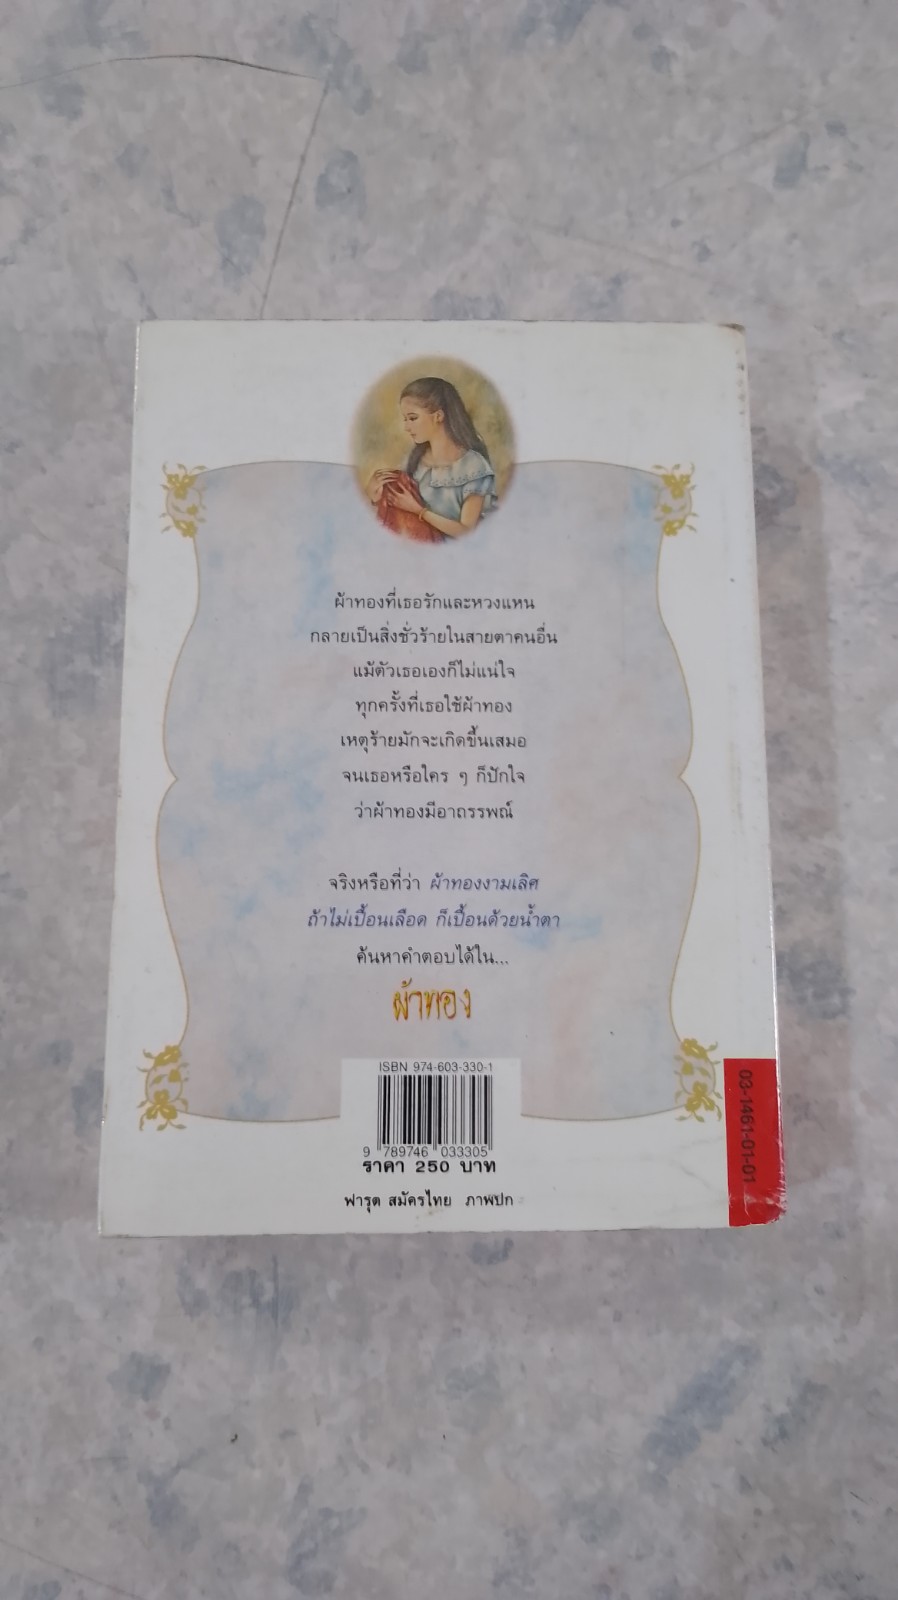 ผ้าทองที่เธอรักและหวงแหน
กลายเป็นสิ่งชั่วร้ายในสายตาคนอื่น
แม้ตัวเธอเองก็ไม่แน่ใจ
ทุกครั้งที่เธอใช้ผ้าทอง
เหตุร้ายมักจะเกิดขึ้นเสมอ
จนเธอหรือใคร ๆ ก็ปักใจ
ว่าผ้าทองมีอาถรรพณ์
จริงหรือที่ว่า ผ้าทองงามเลิศ
ถ้าไม่เปื้อนเลือด ก็เปื้อนด้วยน้ำตา
ค้นหาคำตอบได้ใน...
ผ้าทอง
ISBN 974-603-330-1
9 789746 033305
ราคา 250 บาท
ฟารุต สมัครไทย ภาพปก
03-1461-01-01